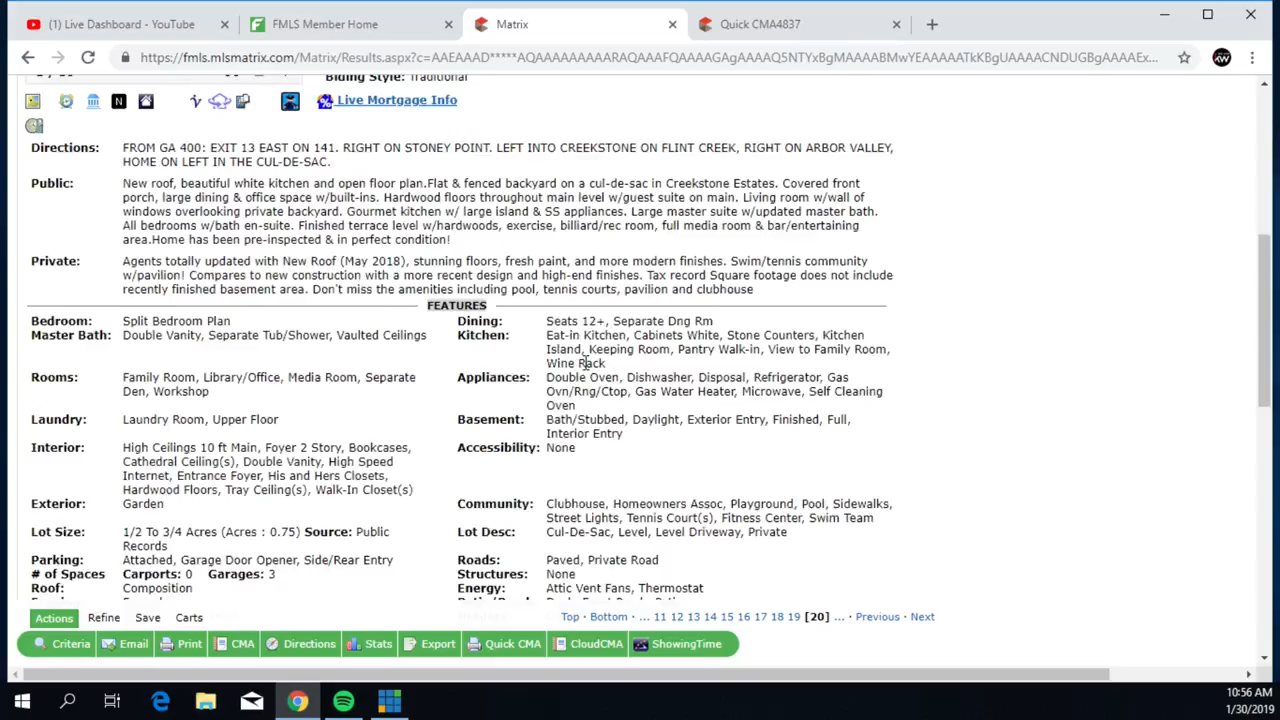 (1) Live Dashboard - YouTube
FMLS Member Home
Matrix
Quick CMA4837
https://fmls.mlsmatrix.com/Matrix/Results.aspx?c=AAEAAAD*****AQAAAAAAAAARAQAAAFQAAAAGAgAAAAQ5NTYxBgMAAAABMwYEAAAAATkKBgUAAAACNDUGBgAAAAEx...
Biding Style: Traditional
Live Mortgage Info
Directions: FROM GA 400: EXIT 13 EAST ON 141. RIGHT ON STONEY POINT. LEFT INTO CREEKSTONE ON FLINT CREEK, RIGHT ON ARBOR VALLEY,
HOME ON LEFT IN THE CUL-DE-SAC.
Public: New roof, beautiful white kitchen and open floor plan.Flat & fenced backyard on a cul-de-sac in Creekstone Estates. Covered front
porch, large dining & office space w/built-ins. Hardwood floors throughout main level w/guest suite on main. Living room w/wall of
windows overlooking private backyard. Gourmet kitchen w/ large island & SS appliances. Large master suite w/updated master bath.
All bedrooms w/bath en-suite. Finished terrace level w/hardwoods, exercise, billiard/rec room, full media room & bar/entertaining
area.Home has been pre-inspected & in perfect condition!
Private: Agents totally updated with New Roof (May 2018), stunning floors, fresh paint, and more modern finishes. Swim/tennis community
w/pavilion! Compares to new construction with a more recent design and high-end finishes. Tax record Square footage does not include
recently finished basement area. Don't miss the amenities including pool, tennis courts, pavilion and clubhouse
FEATURES
Bedroom: Split Bedroom Plan
Master Bath: Double Vanity, Separate Tub/Shower, Vaulted Ceilings
Rooms: Family Room, Library/Office, Media Room, Separate
Den, Workshop
Laundry: Laundry Room, Upper Floor
Interior: High Ceilings 10 ft Main, Foyer 2 Story, Bookcases,
Cathedral Ceiling(s), Double Vanity, High Speed
Internet, Entrance Foyer, His and Hers Closets,
Hardwood Floors, Tray Ceiling(s), Walk-In Closet(s)
Exterior: Garden
Lot Size: 1/2 To 3/4 Acres (Acres : 0.75) Source: Public
Records
Parking: Attached, Garage Door Opener, Side/Rear Entry
# of Spaces Carports: 0 Garages: 3
Roof: Composition
Dining: Seats 12+, Separate Dng Rm
Kitchen: Eat-in Kitchen, Cabinets White, Stone Counters, Kitchen
Island, Keeping Room, Pantry Walk-in, View to Family Room,
Wine Rack
Appliances: Double Oven, Dishwasher, Disposal, Refrigerator, Gas
Ovn/Rng/Ctop, Gas Water Heater, Microwave, Self Cleaning
Oven
Basement: Bath/Stubbed, Daylight, Exterior Entry, Finished, Full,
Interior Entry
Accessibility: None
Community: Clubhouse, Homeowners Assoc, Playground, Pool, Sidewalks,
Street Lights, Tennis Court(s), Fitness Center, Swim Team
Lot Desc: Cul-De-Sac, Level, Level Driveway, Private
Roads: Paved, Private Road
Structures: None
Energy: Attic Vent Fans, Thermostat
Actions Refine Save Carts
Top · Bottom · ... 11 12 13 14 15 16 17 18 19 [20] ... · Previous · Next
Criteria Email Print CMA Directions Stats Export Quick CMA CloudCMA ShowingTime
10:56 AM
1/30/2019